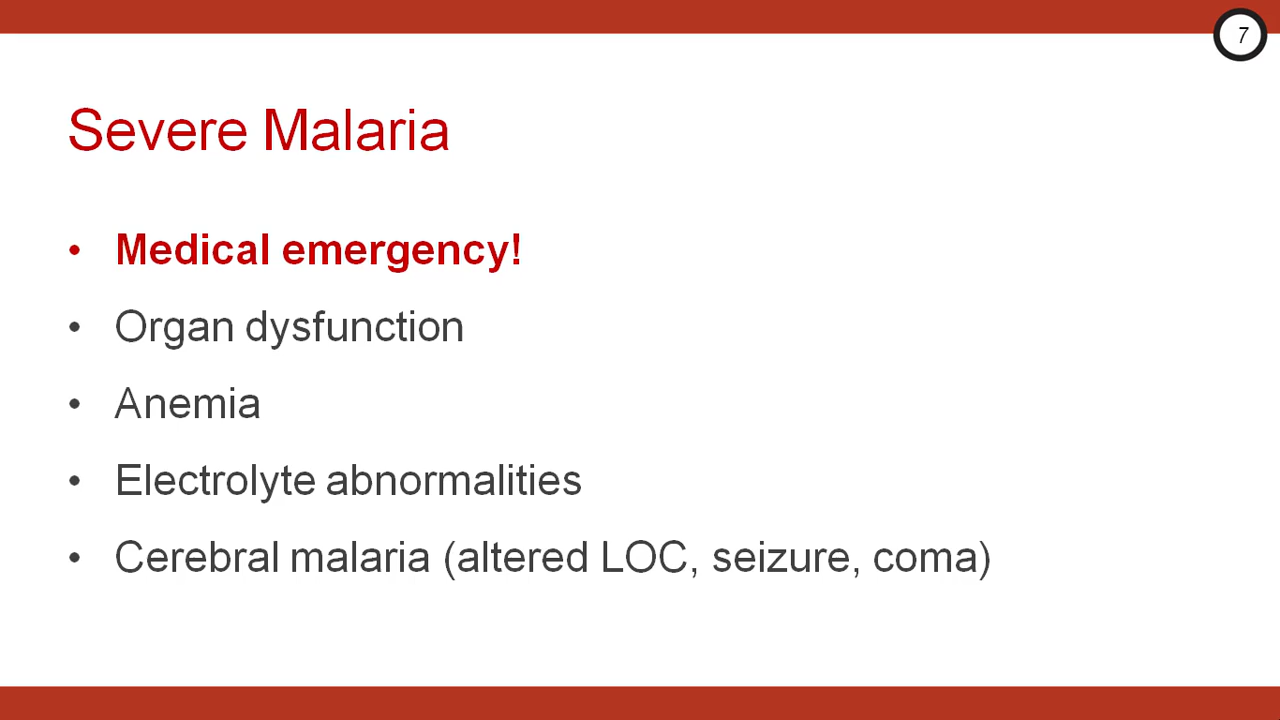 7
Severe Malaria
• Medical emergency!
• Organ dysfunction
• Anemia
• Electrolyte abnormalities
• Cerebral malaria (altered LOC, seizure, coma)